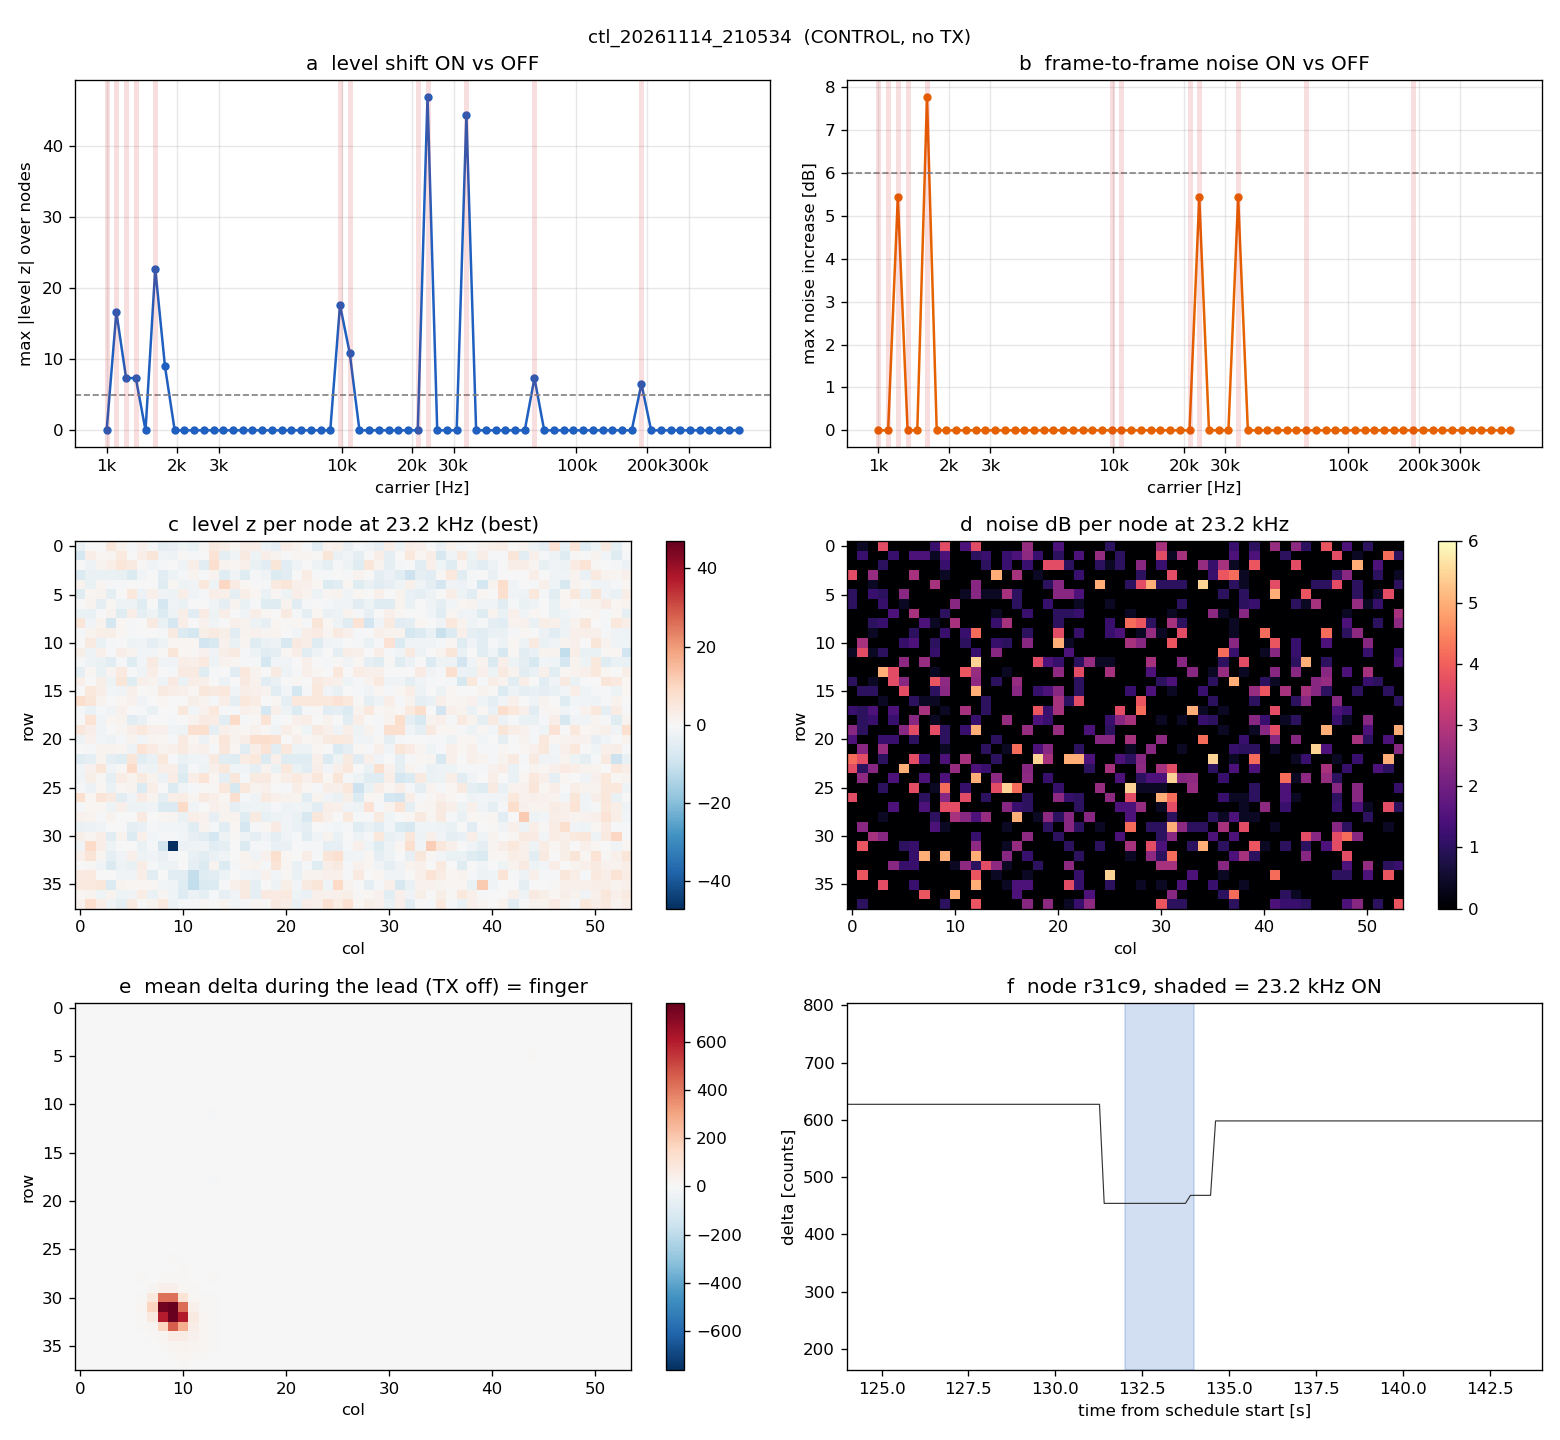 ctl_20261114_210534  (CONTROL, no TX)
a  level shift ON vs OFF
max |level z| over nodes
40
30
20
10
0
1k 2k 3k 10k 20k 30k 100k 200k 300k
carrier [Hz]
b  frame-to-frame noise ON vs OFF
max noise increase [dB]
8
7
6
5
4
3
2
1
0
1k 2k 3k 10k 20k 30k 100k 200k 300k
carrier [Hz]
c  level z per node at 23.2 kHz (best)
row
0
5
10
15
20
25
30
35
0 10 20 30 40 50
col
40
20
0
−20
−40
d  noise dB per node at 23.2 kHz
row
0
5
10
15
20
25
30
35
0 10 20 30 40 50
col
6
5
4
3
2
1
0
e  mean delta during the lead (TX off) = finger
row
0
5
10
15
20
25
30
35
0 10 20 30 40 50
col
600
400
200
0
−200
−400
−600
f  node r31c9, shaded = 23.2 kHz ON
delta [counts]
800
700
600
500
400
300
200
125.0 127.5 130.0 132.5 135.0 137.5 140.0 142.5
time from schedule start [s]